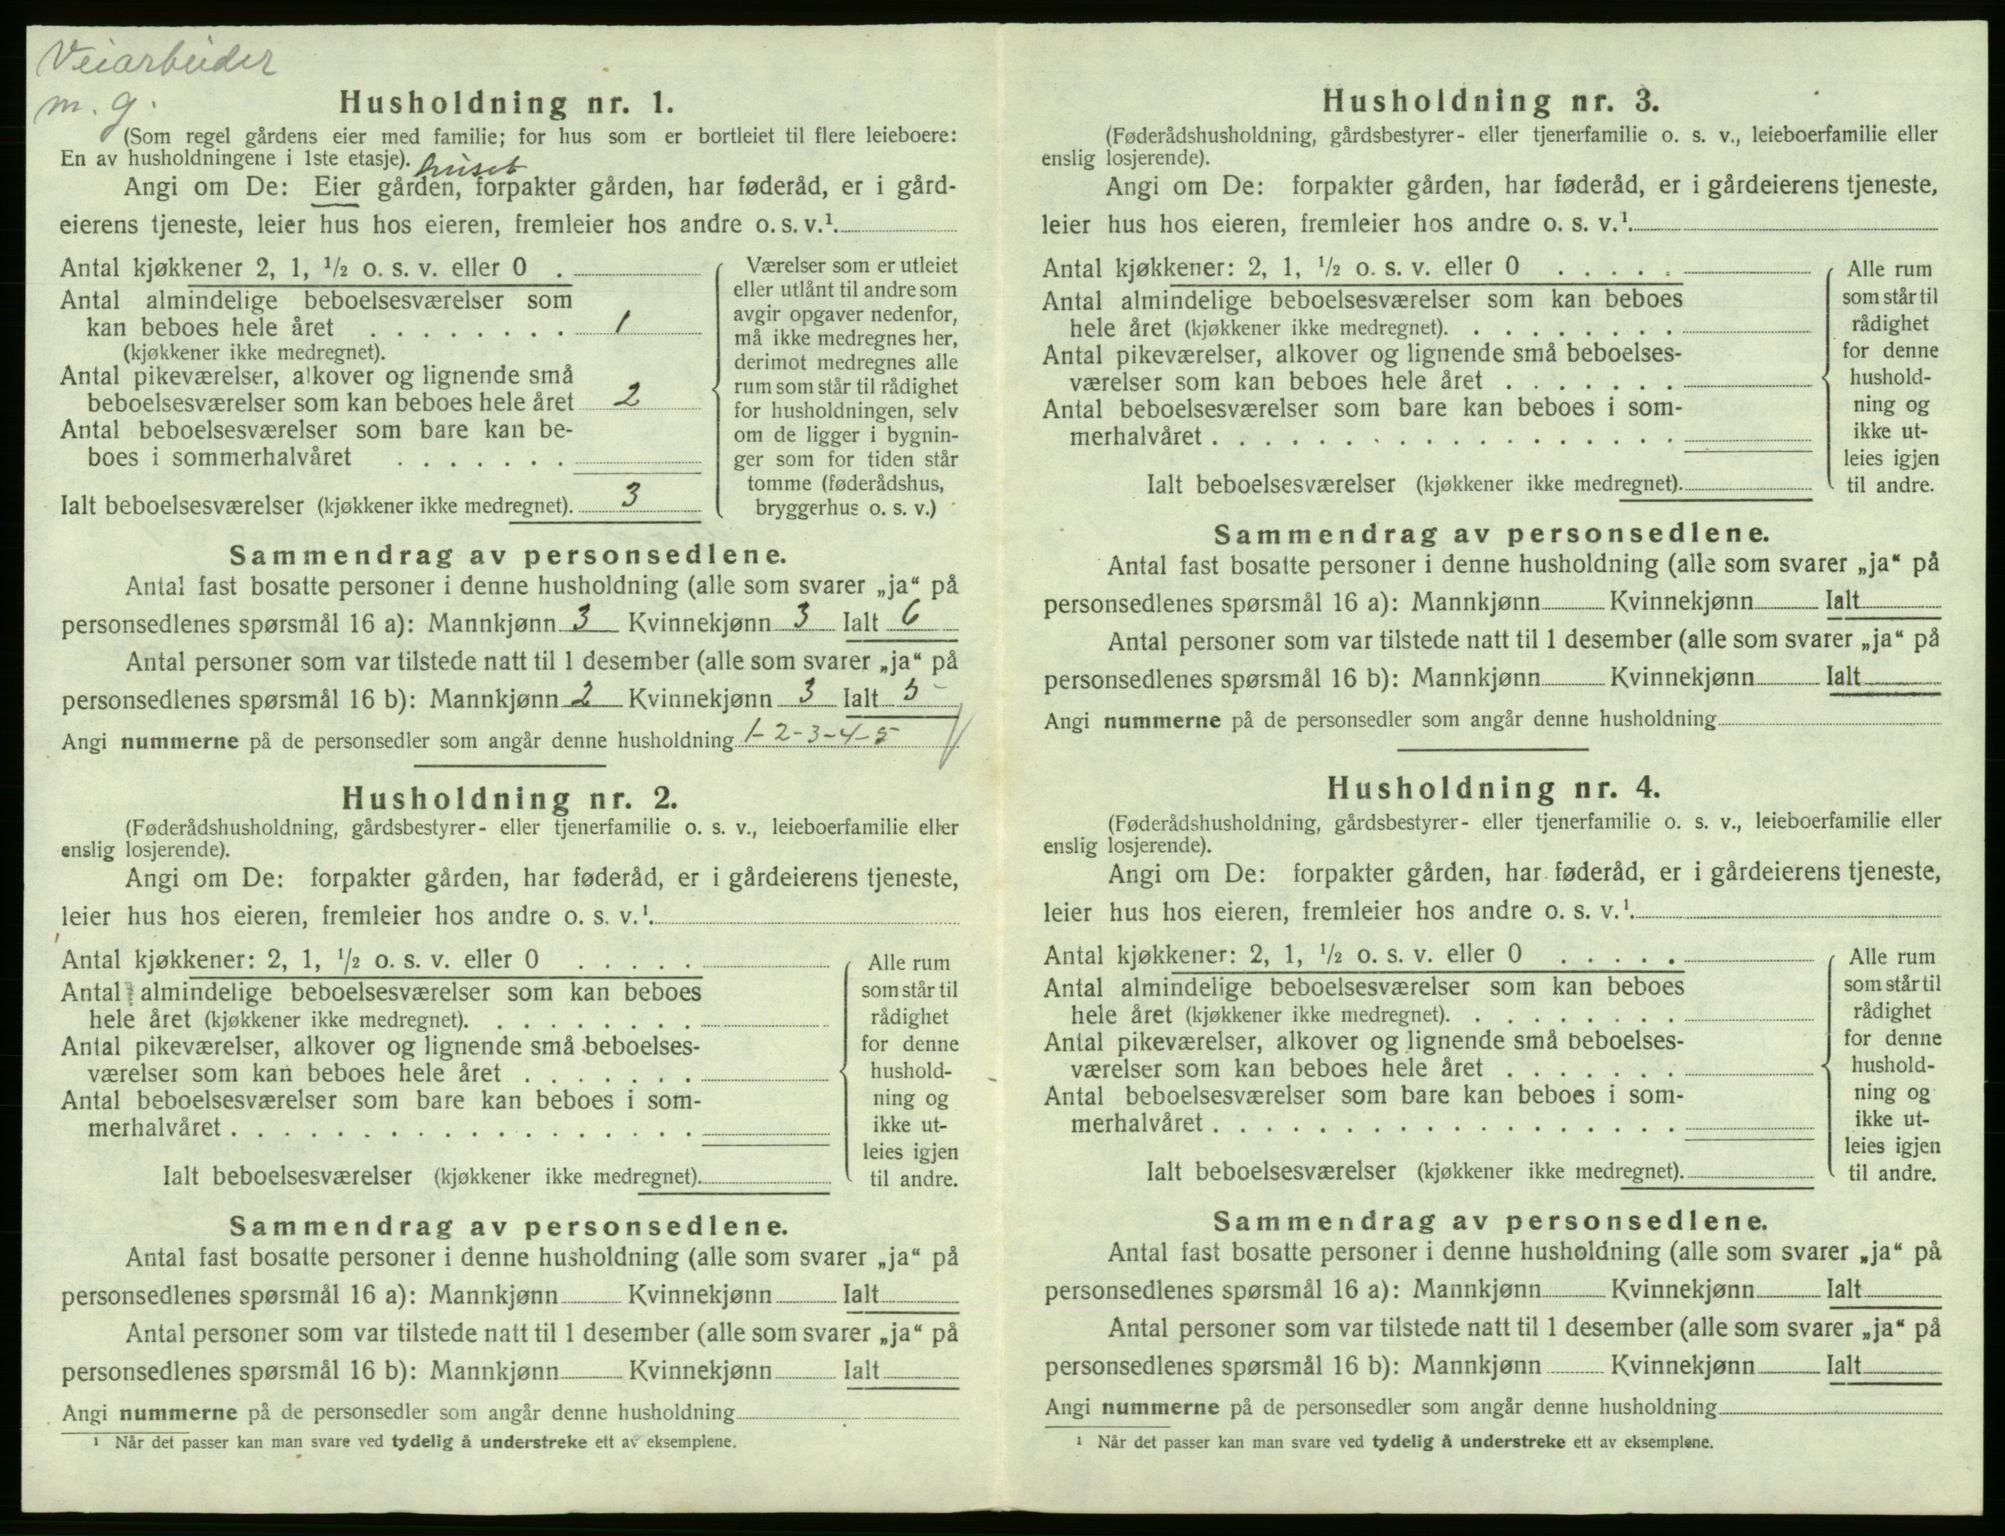 Veiarbeider
m. g.
Husholdning nr. 1.
(Som regel gårdens eier med familie; for hus som er bortleiet til flere leieboere:
En av husholdningene i 1ste etasje).
huset
Angi om De: Eier gården, forpakter gården, har føderåd, er i gård-
eierens tjeneste, leier hus hos eieren, fremleier hos andre o. s. v.¹.
Antal kjøkkener 2, 1, ½ o. s. v. eller 0 .
Antal almindelige beboelsesværelser som
kan beboes hele året . . . . . . . . 1
(kjøkkener ikke medregnet).
Antal pikeværelser, alkover og lignende små
beboelsesværelser som kan beboes hele året 2
Antal beboelsesværelser som bare kan be-
boes i sommerhalvåret . . . . . . .
Ialt beboelsesværelser (kjøkkener ikke medregnet). 3
Værelser som er utleiet
eller utlånt til andre som
avgir opgaver nedenfor,
må ikke medregnes her,
derimot medregnes alle
rum som står til rådighet
for husholdningen, selv
om de ligger i bygnin-
ger som for tiden står
tomme (føderådshus,
bryggerhus o. s. v.)
Sammendrag av personsedlene.
Antal fast bosatte personer i denne husholdning (alle som svarer „ja“ på
personsedlenes spørsmål 16 a): Mannkjønn 3 Kvinnekjønn 3 Ialt 6
Antal personer som var tilstede natt til 1 desember (alle som svarer „ja“ på
personsedlenes spørsmål 16 b): Mannkjønn 2 Kvinnekjønn 3 Ialt 5
Angi nummerne på de personsedler som angår denne husholdning 1-2-3-4-5
Husholdning nr. 2.
(Føderådshusholdning, gårdsbestyrer- eller tjenerfamilie o. s. v., leieboerfamilie eller
enslig losjerende).
Angi om De: forpakter gården, har føderåd, er i gårdeierens tjeneste,
leier hus hos eieren, fremleier hos andre o. s. v.¹.
Antal kjøkkener: 2, 1, ½ o. s. v. eller 0 . . . . .
Antal almindelige beboelsesværelser som kan beboes
hele året (kjøkkener ikke medregnet). . . . . . . . .
Antal pikeværelser, alkover og lignende små beboelses-
værelser som kan beboes hele året . . . . . . .
Antal beboelsesværelser som bare kan beboes i som-
merhalvåret . . . . . . . . . . . . . . . . . .
Ialt beboelsesværelser (kjøkkener ikke medregnet).
Alle rum
som står til
rådighet
for denne
hushold-
ning og
ikke ut-
leies igjen
til andre.
Sammendrag av personsedlene.
Antal fast bosatte personer i denne husholdning (alle som svarer „ja“ på
personsedlenes spørsmål 16 a): Mannkjønn Kvinnekjønn Ialt
Antal personer som var tilstede natt til 1 desember (alle som svarer „ja“ på
personsedlenes spørsmål 16 b): Mannkjønn Kvinnekjønn Ialt
Angi nummerne på de personsedler som angår denne husholdning
¹ Når det passer kan man svare ved tydelig å understreke ett av eksemplene.
Husholdning nr. 3.
(Føderådshusholdning, gårdsbestyrer- eller tjenerfamilie o. s. v., leieboerfamilie eller
enslig losjerende).
Angi om De: forpakter gården, har føderåd, er i gårdeierens tjeneste,
leier hus hos eieren, fremleier hos andre o. s. v.¹.
Antal kjøkkener: 2, 1, ½ o. s. v. eller 0 . . . . .
Antal almindelige beboelsesværelser som kan beboes
hele året (kjøkkener ikke medregnet). . . . . . . . .
Antal pikeværelser, alkover og lignende små beboelses-
værelser som kan beboes hele året . . . . . . .
Antal beboelsesværelser som bare kan beboes i som-
merhalvåret . . . . . . . . . . . . . . . . . .
Ialt beboelsesværelser (kjøkkener ikke medregnet).
Alle rum
som står til
rådighet
for denne
hushold-
ning og
ikke ut-
leies igjen
til andre.
Sammendrag av personsedlene.
Antal fast bosatte personer i denne husholdning (alle som svarer „ja“ på
personsedlenes spørsmål 16 a): Mannkjønn Kvinnekjønn Ialt
Antal personer som var tilstede natt til 1 desember (alle som svarer „ja“ på
personsedlenes spørsmål 16 b): Mannkjønn Kvinnekjønn Ialt
Angi nummerne på de personsedler som angår denne husholdning
Husholdning nr. 4.
(Føderådshusholdning, gårdsbestyrer- eller tjenerfamilie o. s. v., leieboerfamilie eller
enslig losjerende).
Angi om De: forpakter gården, har føderåd, er i gårdeierens tjeneste,
leier hus hos eieren, fremleier hos andre o. s. v.¹.
Antal kjøkkener: 2, 1, ½ o. s. v. eller 0 . . . . .
Antal almindelige beboelsesværelser som kan beboes
hele året (kjøkkener ikke medregnet). . . . . . . . .
Antal pikeværelser, alkover og lignende små beboelses-
værelser som kan beboes hele året . . . . . . .
Antal beboelsesværelser som bare kan beboes i som-
merhalvåret . . . . . . . . . . . . . . . . . .
Ialt beboelsesværelser (kjøkkener ikke medregnet).
Alle rum
som står til
rådighet
for denne
hushold-
ning og
ikke ut-
leies igjen
til andre.
Sammendrag av personsedlene.
Antal fast bosatte personer i denne husholdning (alle som svarer „ja“ på
personsedlenes spørsmål 16 a): Mannkjønn Kvinnekjønn Ialt
Antal personer som var tilstede natt til 1 desember (alle som svarer „ja“ på
personsedlenes spørsmål 16 b): Mannkjønn Kvinnekjønn Ialt
Angi nummerne på de personsedler som angår denne husholdning
¹ Når det passer kan man svare ved tydelig å understreke ett av eksemplene.